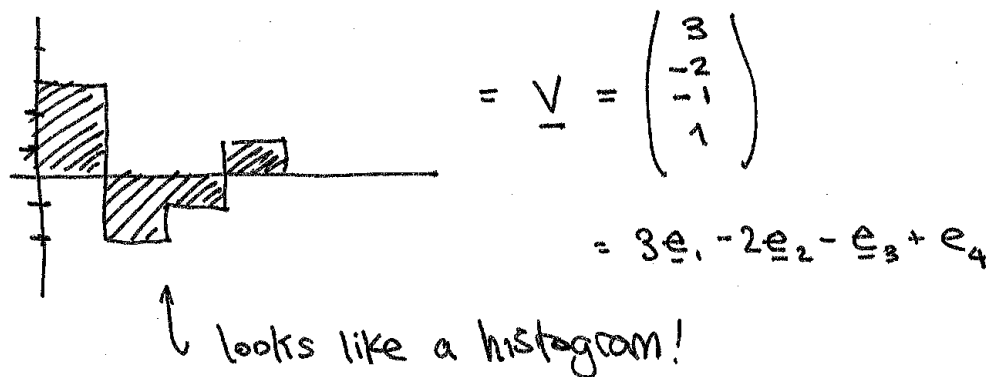 = V = ( 3 -2 -1 1 )
= 3e₁ - 2e₂ - e₃ + e₄
looks like a histogram!